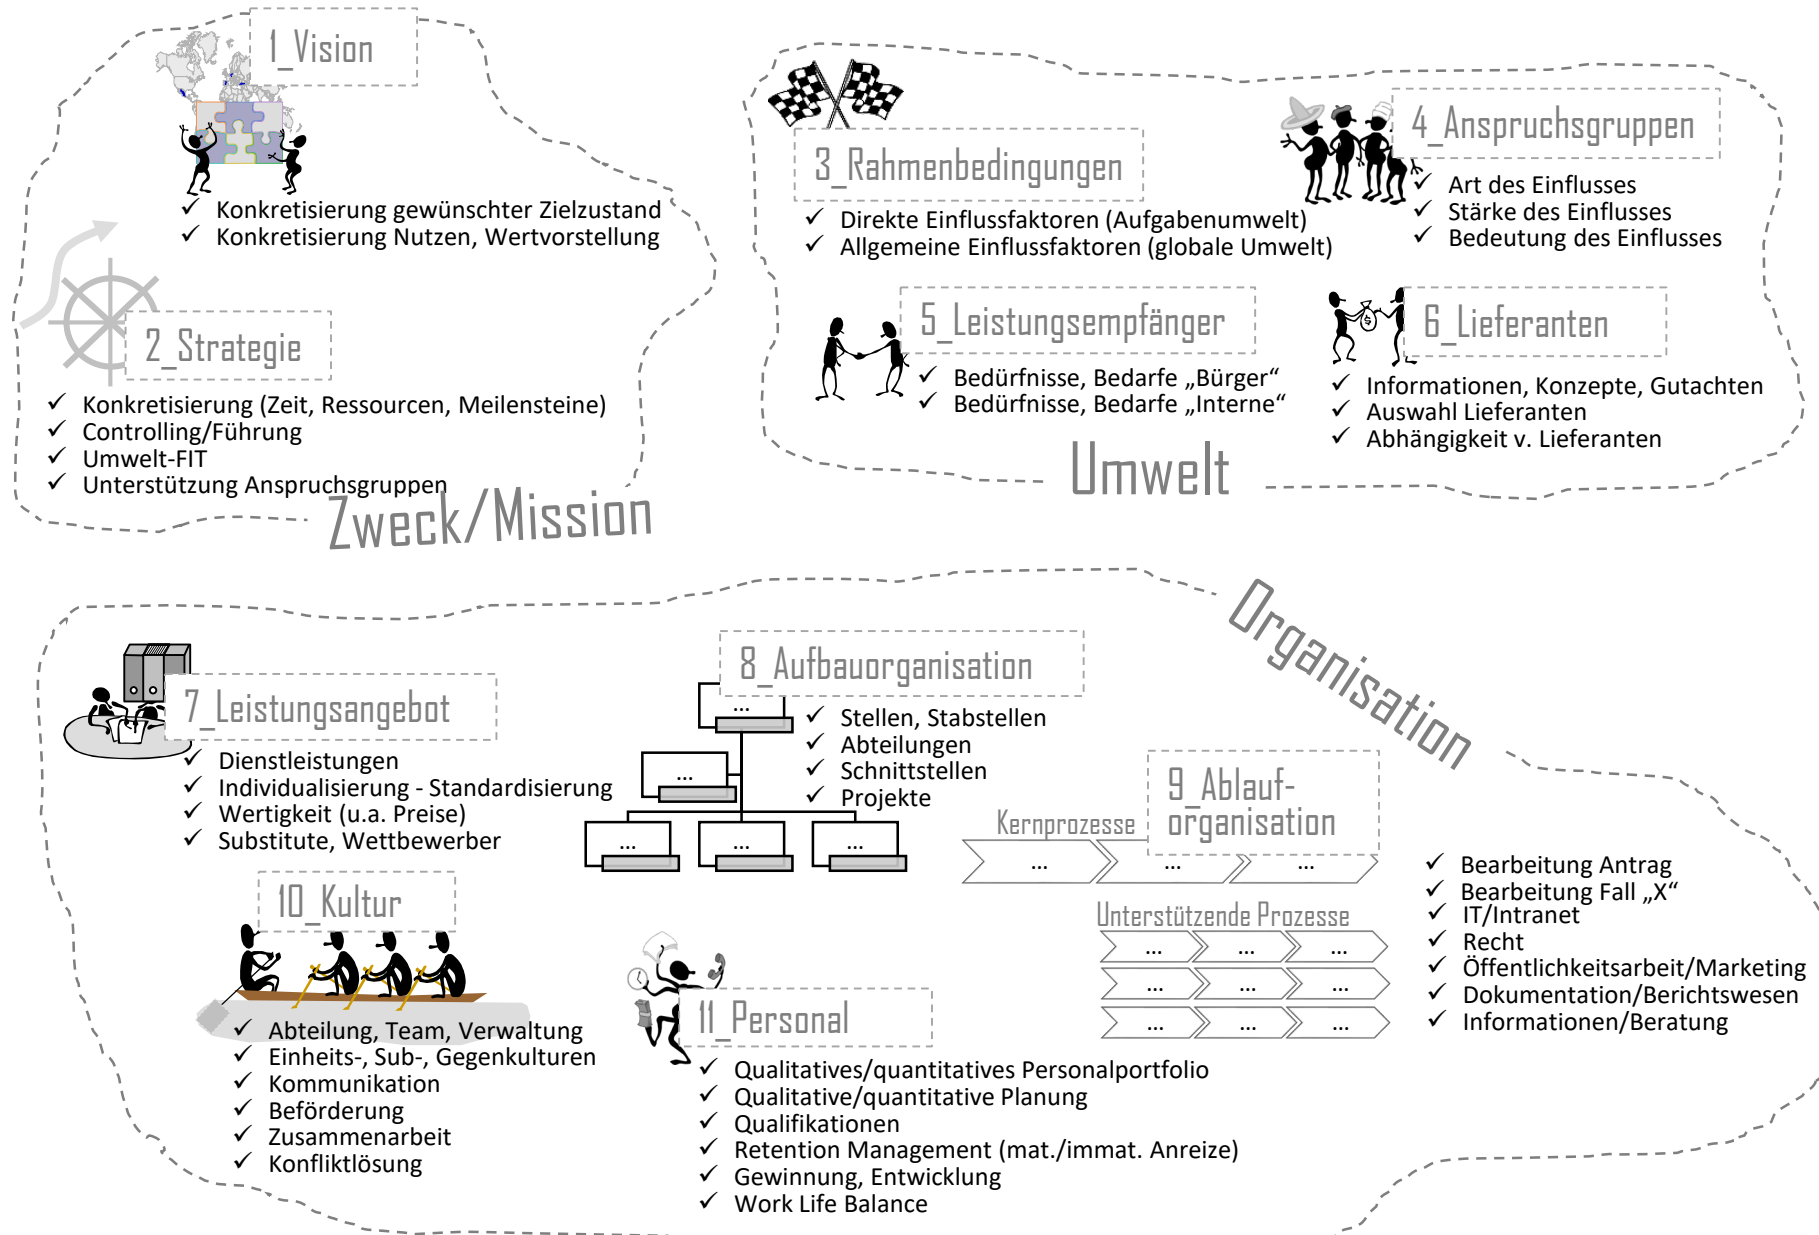 1_Vision
✓ Konkretisierung gewünschter Zielzustand
✓ Konkretisierung Nutzen, Wertvorstellung
2_Strategie
✓ Konkretisierung (Zeit, Ressourcen, Meilensteine)
✓ Controlling/Führung
✓ Umwelt-FIT
✓ Unterstützung Anspruchsgruppen
Zweck/Mission
3_Rahmenbedingungen
✓ Direkte Einflussfaktoren (Aufgabenumwelt)
✓ Allgemeine Einflussfaktoren (globale Umwelt)
4_Anspruchsgruppen
✓ Art des Einflusses
✓ Stärke des Einflusses
✓ Bedeutung des Einflusses
5_Leistungsempfänger
✓ Bedürfnisse, Bedarfe „Bürger“
✓ Bedürfnisse, Bedarfe „Interne“
6_Lieferanten
$
✓ Informationen, Konzepte, Gutachten
✓ Auswahl Lieferanten
✓ Abhängigkeit v. Lieferanten
Umwelt
Organisation
7_Leistungsangebot
✓ Dienstleistungen
✓ Individualisierung - Standardisierung
✓ Wertigkeit (u.a. Preise)
✓ Substitute, Wettbewerber
8_Aufbauorganisation
...
...
... ... ...
✓ Stellen, Stabstellen
✓ Abteilungen
✓ Schnittstellen
✓ Projekte
9_Ablauf-
organisation
Kernprozesse
... ... ...
Unterstützende Prozesse
... ... ...
... ... ...
... ... ...
✓ Bearbeitung Antrag
✓ Bearbeitung Fall „X“
✓ IT/Intranet
✓ Recht
✓ Öffentlichkeitsarbeit/Marketing
✓ Dokumentation/Berichtswesen
✓ Informationen/Beratung
10_Kultur
✓ Abteilung, Team, Verwaltung
✓ Einheits-, Sub-, Gegenkulturen
✓ Kommunikation
✓ Beförderung
✓ Zusammenarbeit
✓ Konfliktlösung
11_Personal
✓ Qualitatives/quantitatives Personalportfolio
✓ Qualitative/quantitative Planung
✓ Qualifikationen
✓ Retention Management (mat./immat. Anreize)
✓ Gewinnung, Entwicklung
✓ Work Life Balance